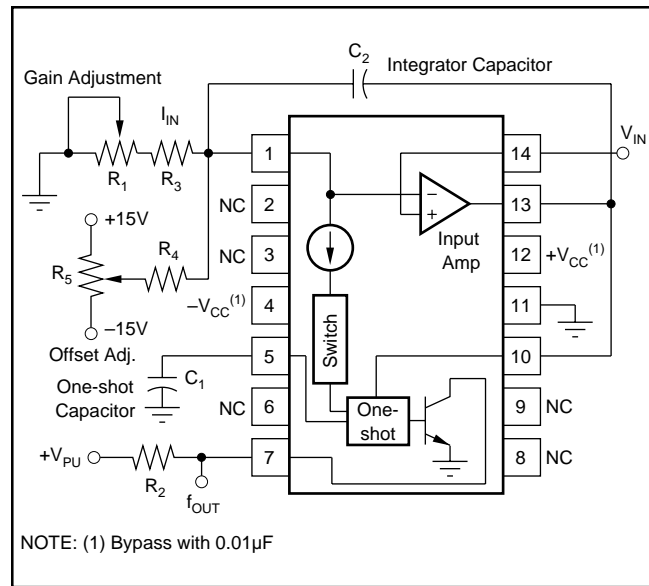 C2
Integrator Capacitor
Gain Adjustment
IIN
VIN
R1
R3
1
14
NC
2
–
+
13
+15V
R4
NC
3
Input
Amp
12
+VCC(1)
R5
–VCC(1)
4
11
–15V
Offset Adj.
Switch
5
10
One-shot
Capacitor
C1
NC
6
One-
shot
9
NC
+VPU
R2
7
8
NC
fOUT
NOTE: (1) Bypass with 0.01µF